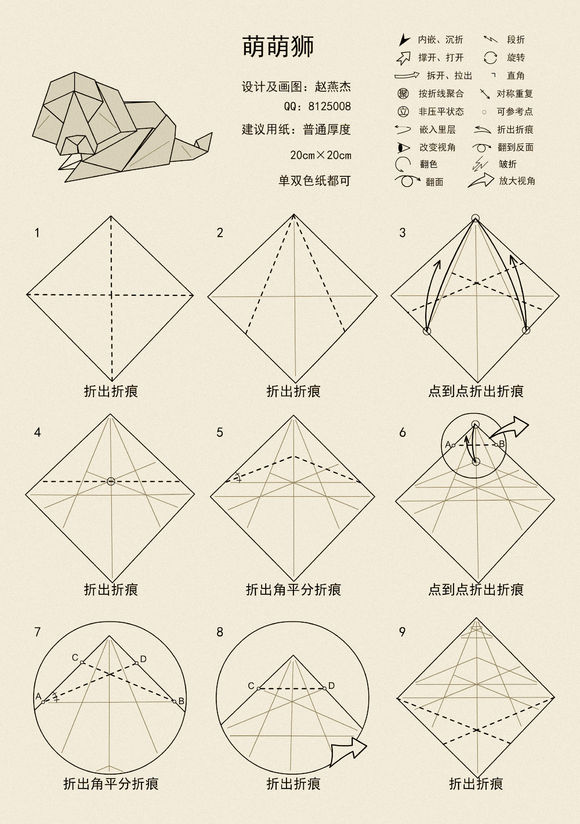 萌萌狮
设计及画图：赵燕杰
QQ：8125008
建议用纸：普通厚度
20cm×20cm
单双色纸都可
内嵌、沉折 段折
撑开、打开 旋转
拆开、拉出 直角
聚 按折线聚合 对称重复
立 非压平状态 可参考点
嵌入里层 折出折痕
改变视角 翻到反面
翻色 皱折
翻面 放大视角
1 2 3
折出折痕 折出折痕 点到点折出折痕
4 5 6
A B
折出折痕 折出角平分折痕 点到点折出折痕
7 8 9
C D
A B
C D
折出角平分折痕 折出折痕 折出折痕